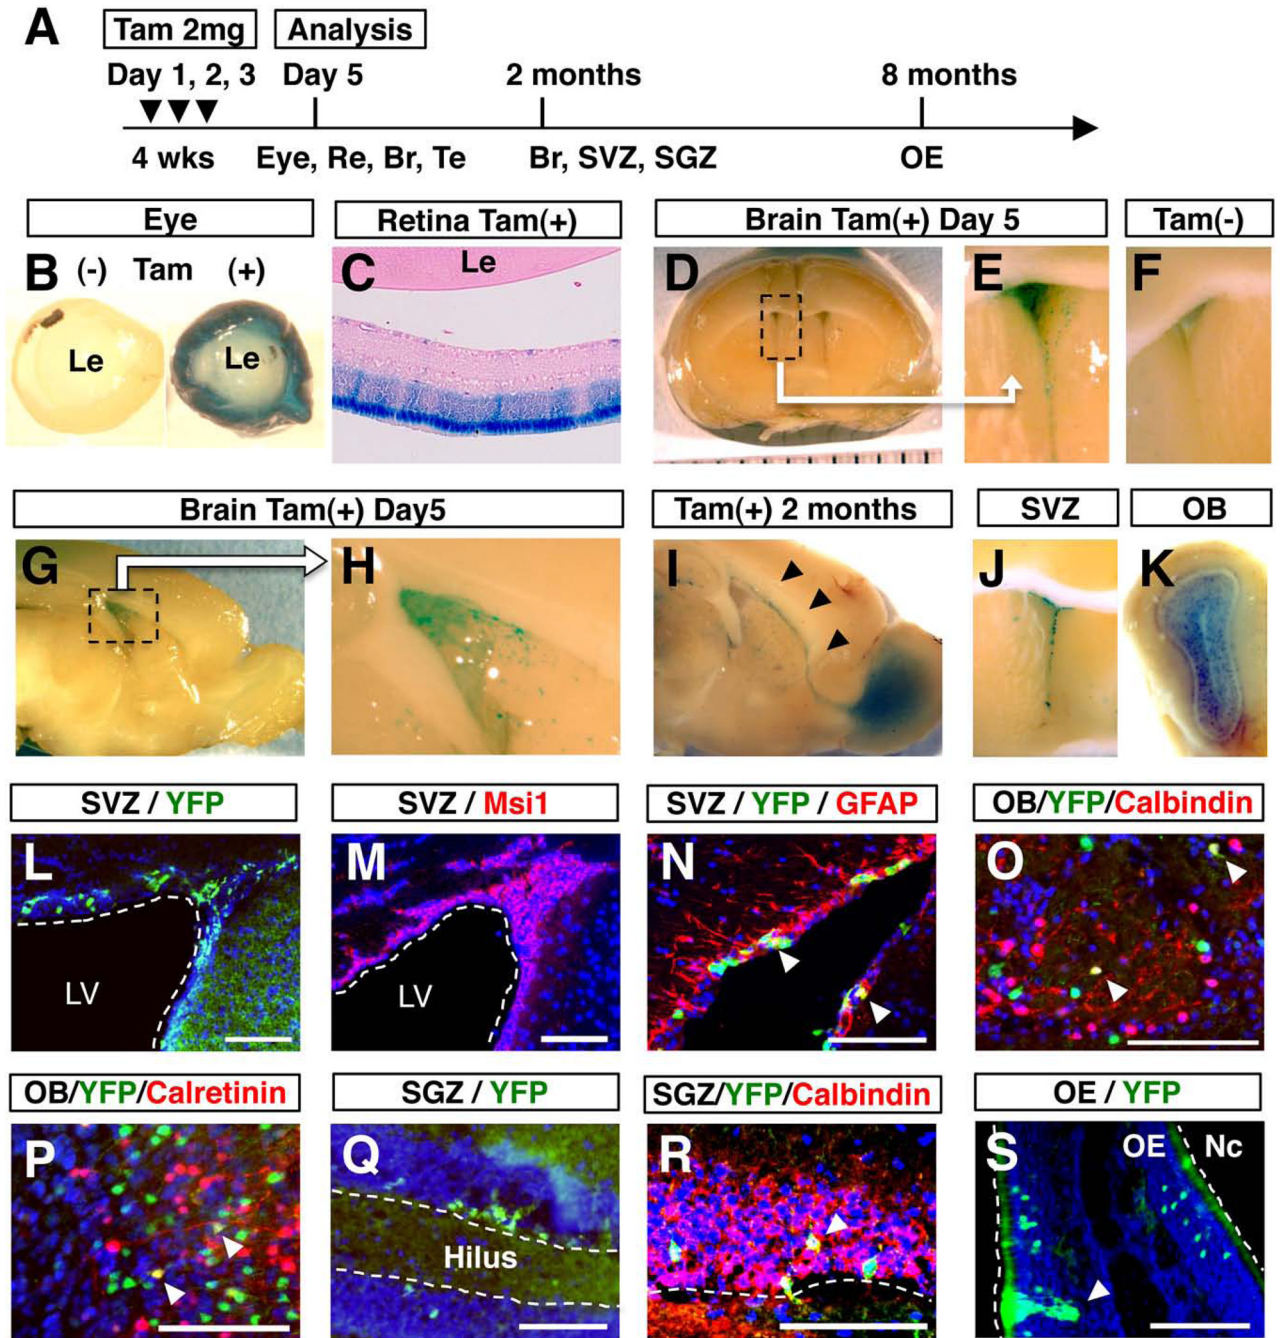 A
Tam 2mg
Analysis
Day 1, 2, 3
Day 5
2 months
8 months
4 wks
Eye, Re, Br, Te
Br, SVZ, SGZ
OE
Eye
Retina Tam(+)
Brain Tam(+) Day 5
Tam(-)
B
(-) Tam (+)
Le
Le
C
Le
D
E
F
Brain Tam(+) Day5
Tam(+) 2 months
SVZ
OB
G
H
I
J
K
SVZ / YFP
SVZ / Msi1
SVZ / YFP / GFAP
OB/YFP/Calbindin
L
LV
M
LV
N
O
OB/YFP/Calretinin
SGZ / YFP
SGZ/YFP/Calbindin
OE / YFP
P
Q
Hilus
R
S
OE
Nc